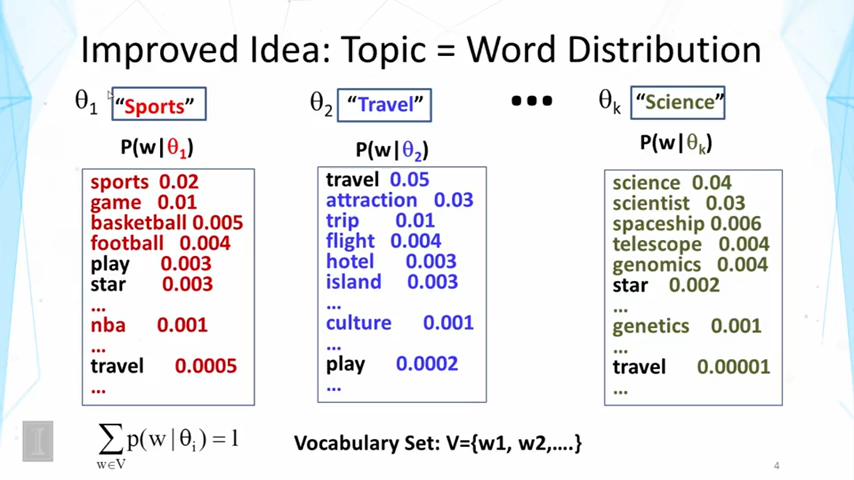 Improved Idea: Topic = Word Distribution
θ1 “Sports”
P(w|θ1)
sports 0.02
game 0.01
basketball 0.005
football 0.004
play 0.003
star 0.003
...
nba 0.001
...
travel 0.0005
...
θ2 “Travel”
P(w|θ2)
travel 0.05
attraction 0.03
trip 0.01
flight 0.004
hotel 0.003
island 0.003
...
culture 0.001
...
play 0.0002
...
•••
θk “Science”
P(w|θk)
science 0.04
scientist 0.03
spaceship 0.006
telescope 0.004
genomics 0.004
star 0.002
...
genetics 0.001
...
travel 0.00001
...
∑ p(w | θi) = 1
w∈V
Vocabulary Set: V={w1, w2,....}
I
4